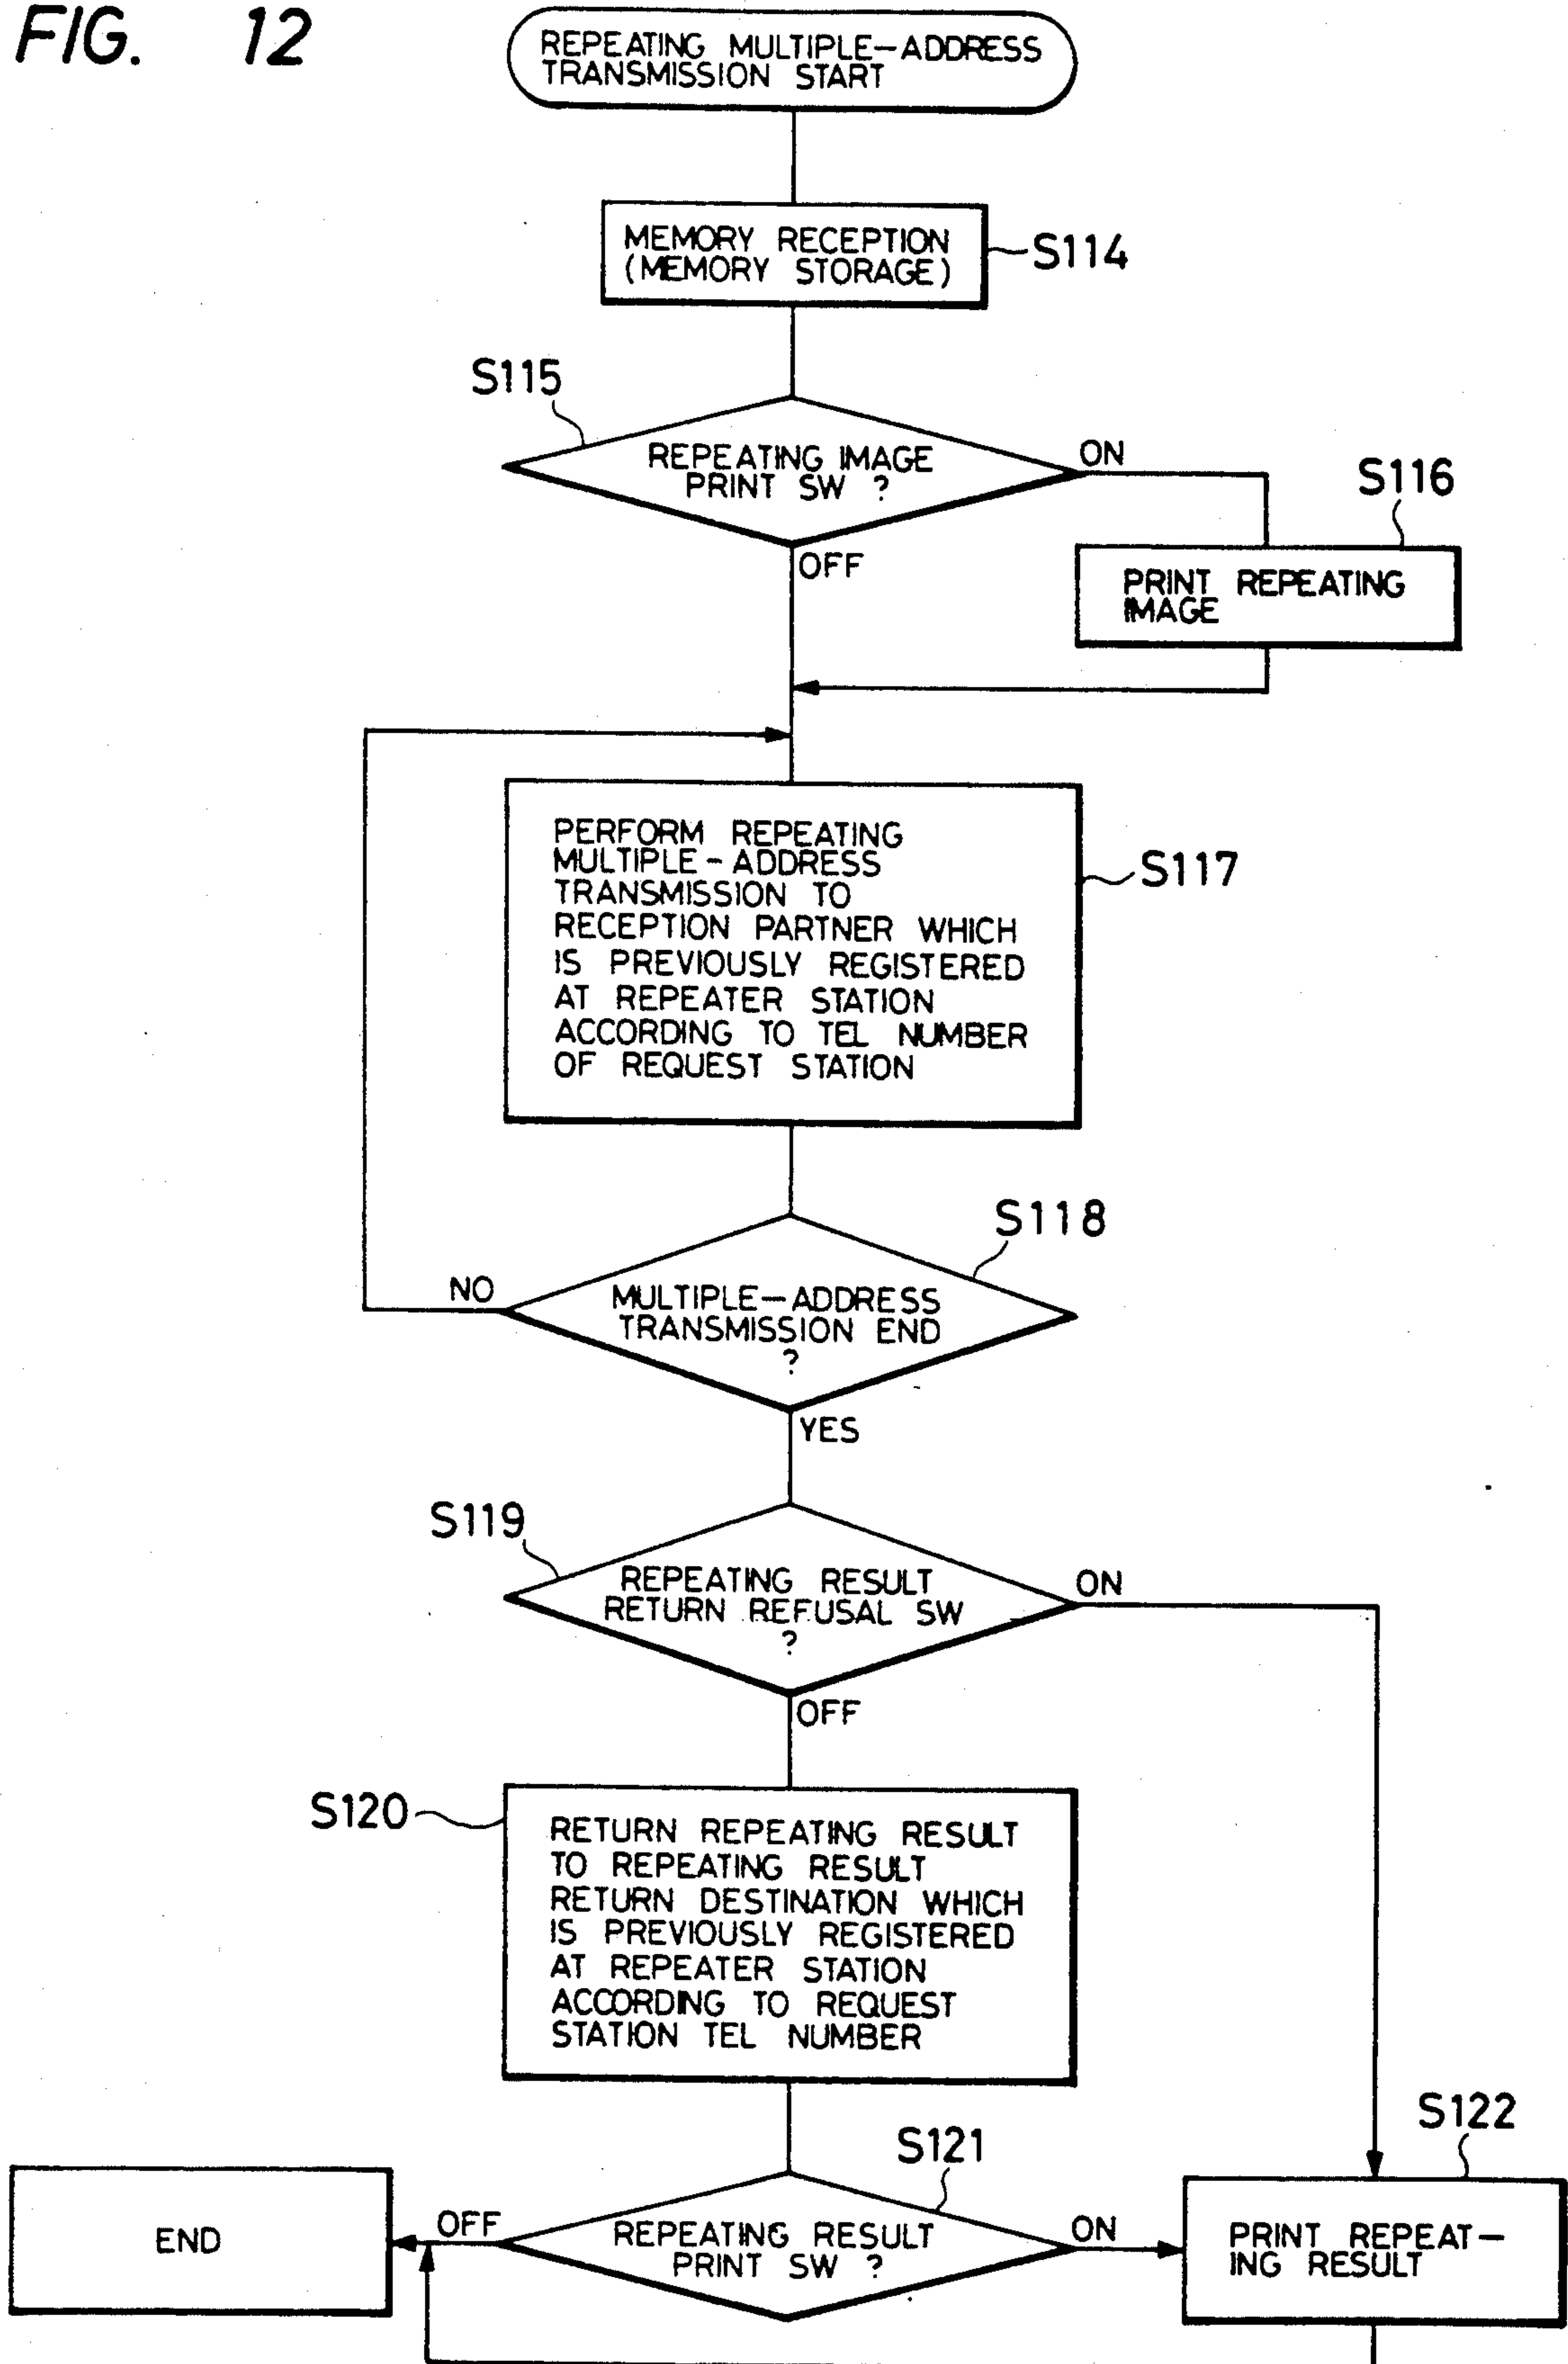 FIG. 12
REPEATING MULTIPLE-ADDRESS
TRANSMISSION START
MEMORY RECEPTION
(MEMORY STORAGE)
S114
S115
REPEATING IMAGE
PRINT SW ?
ON
OFF
S116
PRINT REPEATING
IMAGE
PERFORM REPEATING
MULTIPLE-ADDRESS
TRANSMISSION TO
RECEPTION PARTNER WHICH
IS PREVIOUSLY REGISTERED
AT REPEATER STATION
ACCORDING TO TEL NUMBER
OF REQUEST STATION
S117
S118
NO
MULTIPLE-ADDRESS
TRANSMISSION END
?
YES
S119
REPEATING RESULT
RETURN REFUSAL SW
?
ON
OFF
S120
RETURN REPEATING RESULT
TO REPEATING RESULT
RETURN DESTINATION WHICH
IS PREVIOUSLY REGISTERED
AT REPEATER STATION
ACCORDING TO REQUEST
STATION TEL NUMBER
S121
S122
END
OFF
REPEATING RESULT
PRINT SW ?
ON
PRINT REPEAT-
ING RESULT